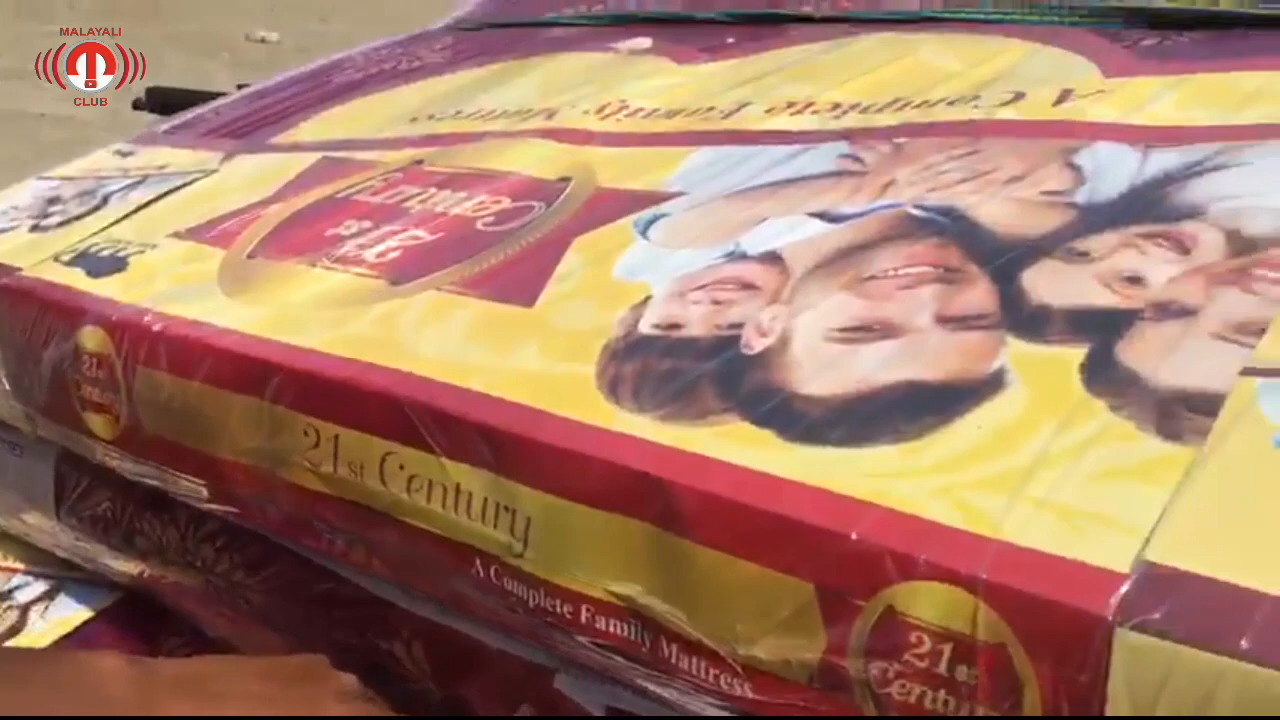 MALAYALI
CLUB
A Complete Family Mattress
21st
Century
21st
Century
21st Century
A Complete Family Mattress
21st
Century